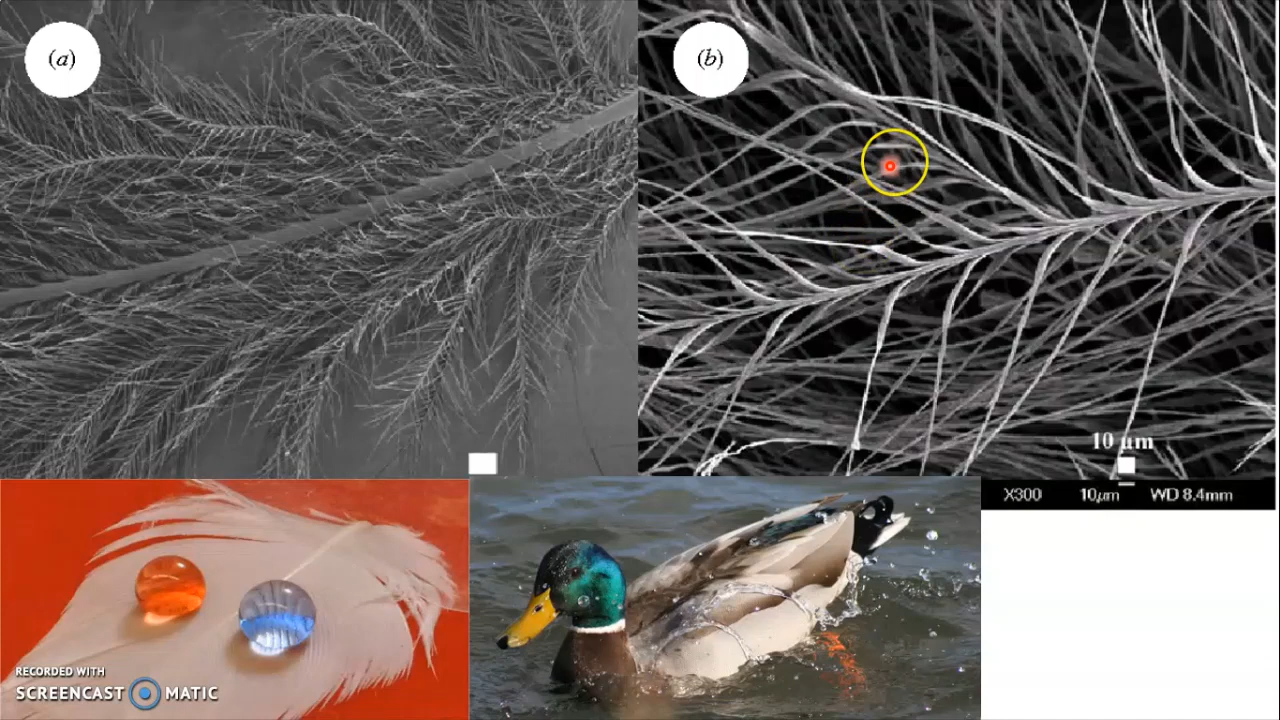 (a)
(b)
10 µm
X300 10µm WD 8.4mm
RECORDED WITH
SCREENCAST MATIC